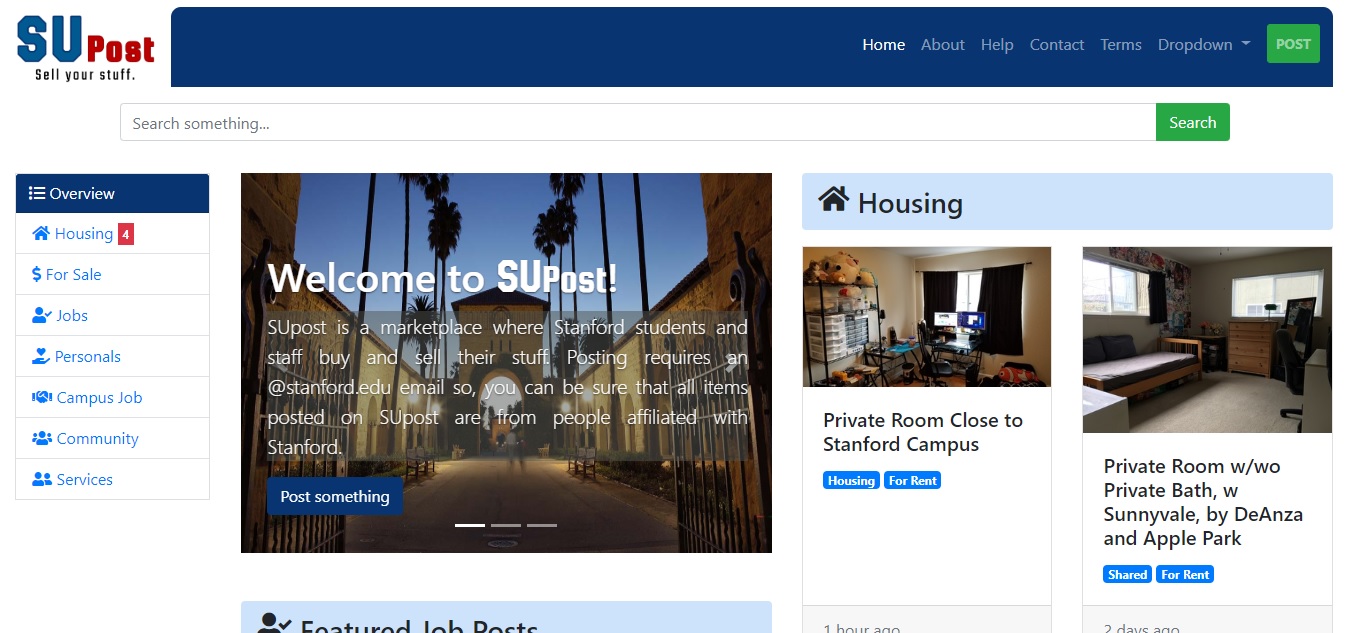 SUPost
Sell your stuff.
Home About Help Contact Terms Dropdown POST
Search something...
Search
Overview
Housing 4
For Sale
Jobs
Personals
Campus Job
Community
Services
Welcome to SUPost!
SUpost is a marketplace where Stanford students and
staff buy and sell their stuff. Posting requires an
@stanford.edu email so, you can be sure that all items
posted on SUpost are from people affiliated with
Stanford.
Post something
Featured Job Posts
Housing
Private Room Close to
Stanford Campus
Housing For Rent
1 hour ago
Private Room w/wo
Private Bath, w
Sunnyvale, by DeAnza
and Apple Park
Shared For Rent
2 days ago